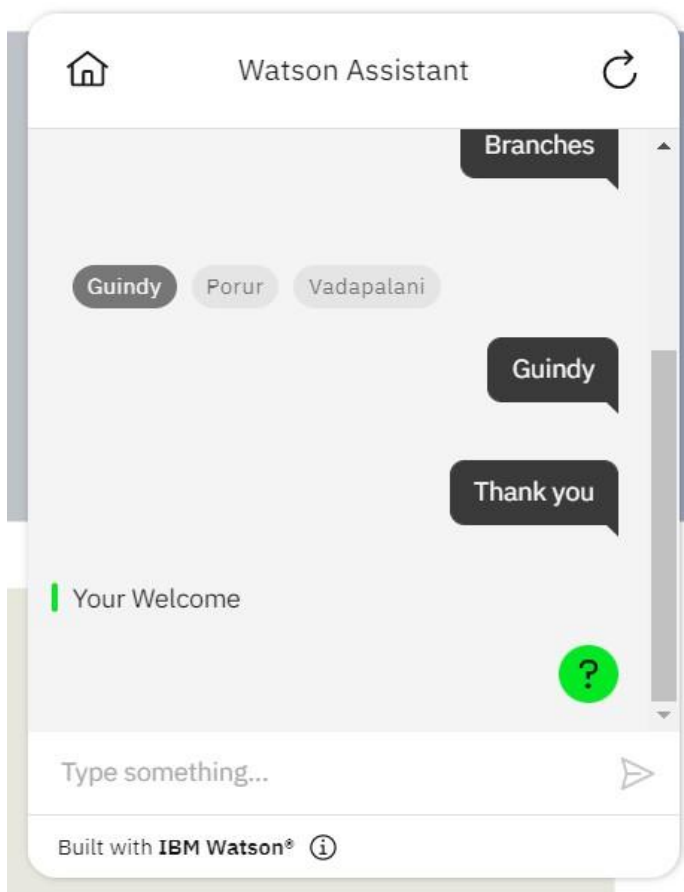 Watson Assistant
Branches
Guindy Porur Vadapalani
Guindy
Thank you
Your Welcome
?
Type something...
Built with IBM Watson®